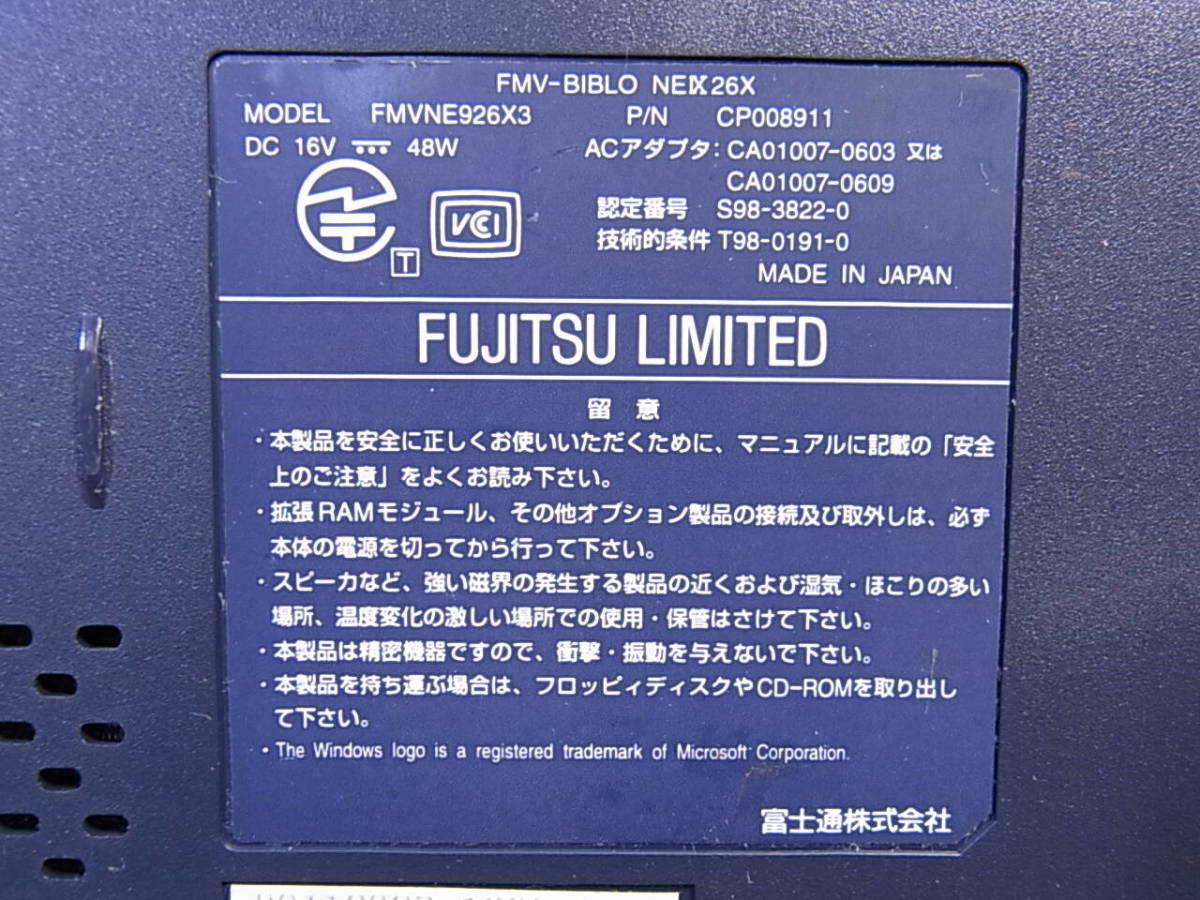 FMV-BIBLO NEⅨ26X
MODEL FMVNE926X3 P/N CP008911
DC 16V 48W ACアダプタ: CA01007-0603 又は
CA01007-0609
認定番号 S98-3822-0
技術的条件 T98-0191-0
T
VCI
MADE IN JAPAN
FUJITSU LIMITED
留意
・本製品を安全に正しくお使いいただくために、マニュアルに記載の「安全
上のご注意」をよくお読み下さい。
・拡張RAMモジュール、その他オプション製品の接続及び取外しは、必ず
本体の電源を切ってから行って下さい。
・スピーカなど、強い磁界の発生する製品の近くおよび湿気・ほこりの多い
場所、温度変化の激しい場所での使用・保管はさけて下さい。
・本製品は精密機器ですので、衝撃・振動を与えないで下さい。
・本製品を持ち運ぶ場合は、フロッピィディスクやCD-ROMを取り出し
て下さい。
・The Windows logo is a registered trademark of Microsoft Corporation.
富士通株式会社